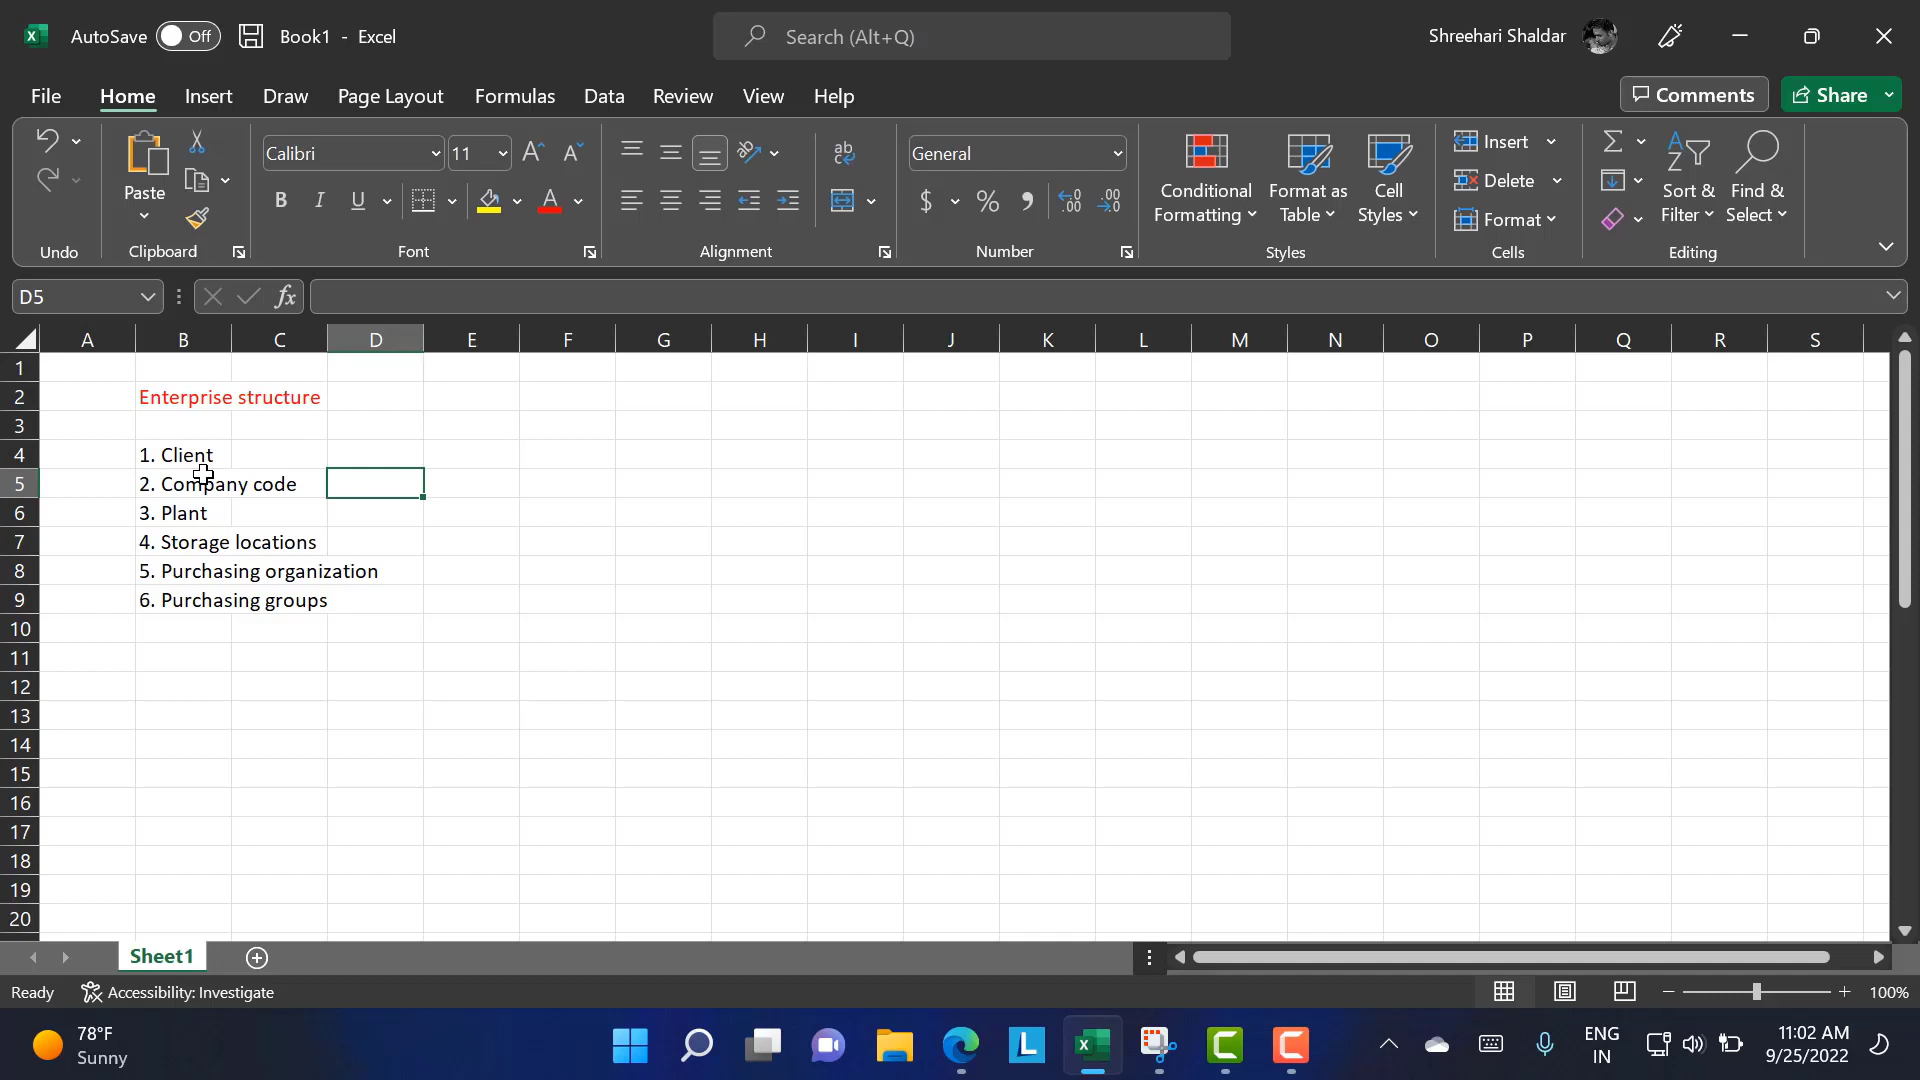 AutoSave Off Book1 - Excel Search (Alt+Q) Shreehari Shaldar
File Home Insert Draw Page Layout Formulas Data Review View Help Comments Share
Calibri 11 General Insert
Paste Conditional Formatting Format as Table Cell Styles Delete Sort & Filter Find & Select
B I U $ % Format
Undo Clipboard Font Alignment Number Styles Cells Editing
D5 fx
A B C D E F G H I J K L M N O P Q R S
1
2 Enterprise structure
3
4 1. Client
5 2. Company code
6 3. Plant
7 4. Storage locations
8 5. Purchasing organization
9 6. Purchasing groups
10
11
12
13
14
15
16
17
18
19
20
Sheet1
Ready Accessibility: Investigate 100%
78°F ENG 11:02 AM
Sunny IN 9/25/2022